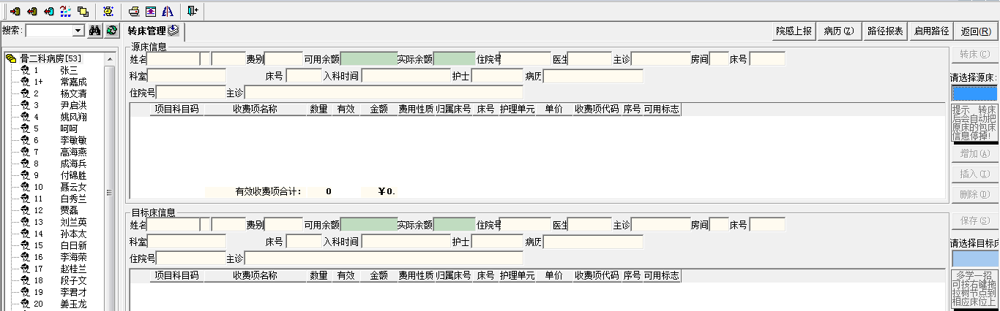 搜索:
转床管理
院感上报 病历(Z) 路径报表 启用路径 返回(R)
骨二科病房[53]
1 张三
1+ 常嘉成
2 杨文清
3 尹启洪
4 姚风翔
5 呵呵
6 李敏敏
7 高海燕
8 成海兵
9 付锦胜
10 聂云女
11 白秀兰
12 贾磊
13 刘兰英
14 孙本太
15 白日新
16 李海荣
17 赵桂兰
18 段子文
19 李君才
20 姜玉龙
源床信息
姓名 费别 可用余额 实际余额 住院号 医生 主诊 房间 床号
科室 床号 入科时间 护士 病历
住院号 主诊
项目科目码 收费项名称 数量 有效 金额 费用性质 归属床号 床号 护理单元 单价 收费项代码 序号 可用标志
有效收费项合计: 0 ¥0.
目标床信息
姓名 费别 可用余额 实际余额 住院号 医生 主诊 房间 床号
科室 床号 入科时间 护士 病历
住院号 主诊
项目科目码 收费项名称 数量 有效 金额 费用性质 归属床号 床号 护理单元 单价 收费项代码 序号 可用标志
转床(C)
请选择源床:
提示 转床
后会自动把
原床的包床
信息停掉!
增加(A)
插入(I)
删除(D)
保存(S)
请选择目标床
多学一招
可按右键拖
拉树节点到
相应床位上